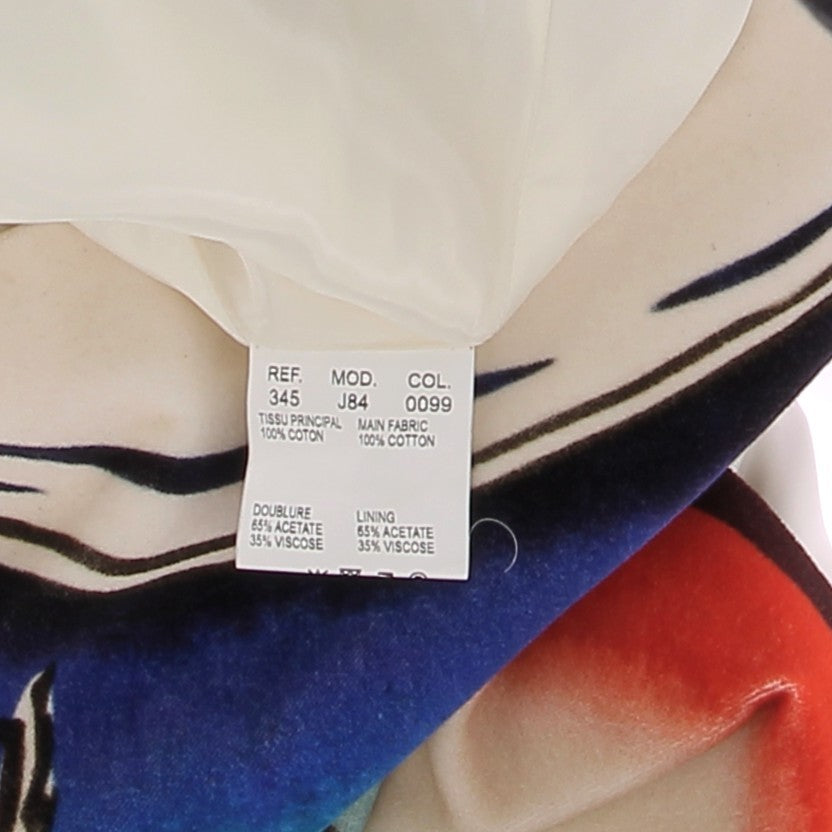 REF. MOD. COL.
345 J84 0099
TISSU PRINCIPAL MAIN FABRIC
100% COTON 100% COTTON
DOUBLURE LINING
65% ACETATE 65% ACETATE
35% VISCOSE 35% VISCOSE